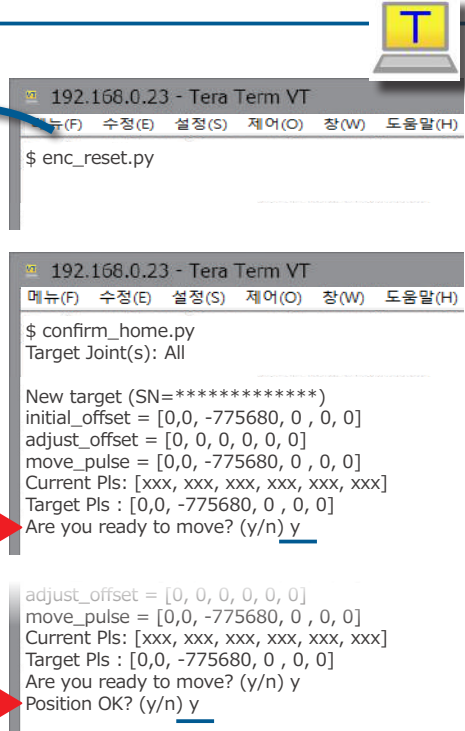 T
192.168.0.23 - Tera Term VT
메뉴(F) 수정(E) 설정(S) 제어(O) 창(W) 도움말(H)
$ enc_reset.py
192.168.0.23 - Tera Term VT
메뉴(F) 수정(E) 설정(S) 제어(O) 창(W) 도움말(H)
$ confirm_home.py
Target Joint(s): All
New target (SN=*************)
initial_offset = [0,0, -775680, 0 , 0, 0]
adjust_offset = [0, 0, 0, 0, 0, 0]
move_pulse = [0,0, -775680, 0 , 0, 0]
Current Pls: [xxx, xxx, xxx, xxx, xxx, xxx]
Target Pls : [0,0, -775680, 0 , 0, 0]
Are you ready to move? (y/n) y
adjust_offset = [0, 0, 0, 0, 0, 0]
move_pulse = [0,0, -775680, 0 , 0, 0]
Current Pls: [xxx, xxx, xxx, xxx, xxx, xxx]
Target Pls : [0,0, -775680, 0 , 0, 0]
Are you ready to move? (y/n) y
Position OK? (y/n) y